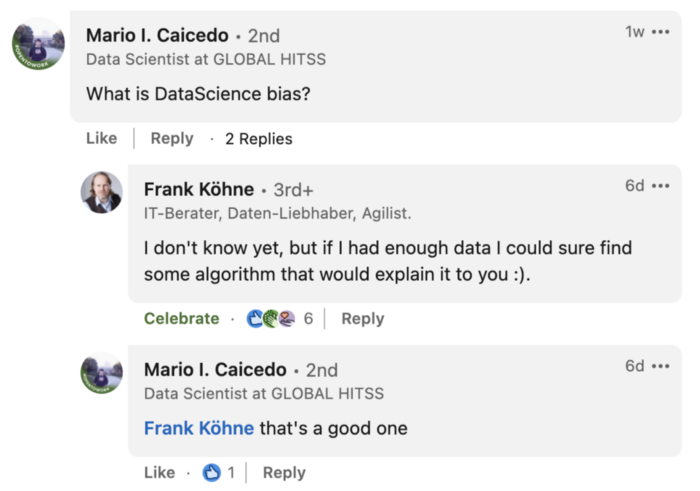 Mario I. Caicedo • 2nd
1w •••
Data Scientist at GLOBAL HITSS
What is DataScience bias?
Like | Reply · 2 Replies
Frank Köhne • 3rd+
6d •••
IT-Berater, Daten-Liebhaber, Agilist.
I don't know yet, but if I had enough data I could sure find
some algorithm that would explain it to you :).
Celebrate · 6 | Reply
Mario I. Caicedo • 2nd
6d •••
Data Scientist at GLOBAL HITSS
Frank Köhne that's a good one
Like · 1 | Reply